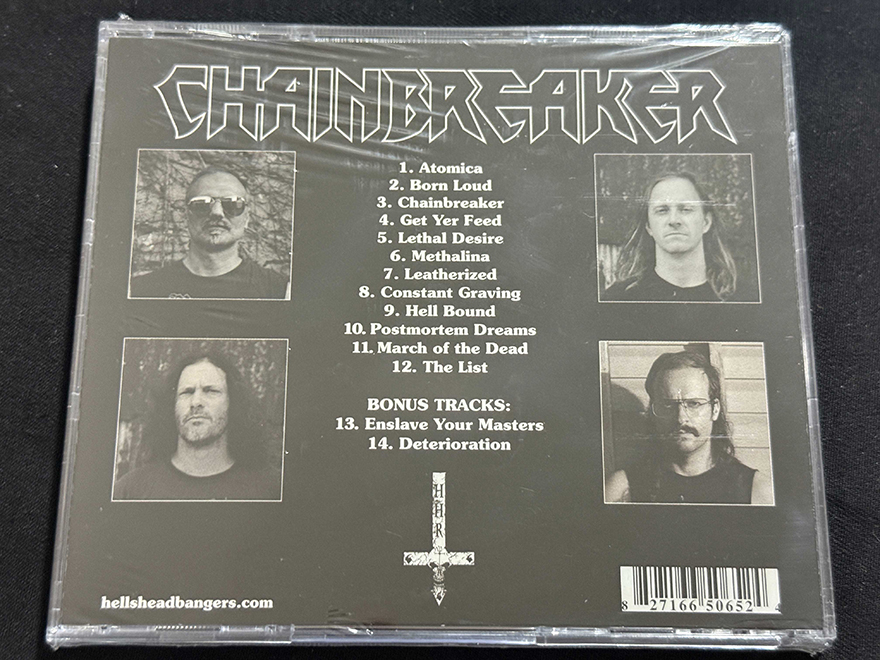 CHAINBREAKER
1. Atomica
2. Born Loud
3. Chainbreaker
4. Get Yer Feed
5. Lethal Desire
6. Methalina
7. Leatherized
8. Constant Graving
9. Hell Bound
10. Postmortem Dreams
11. March of the Dead
12. The List
BONUS TRACKS:
13. Enslave Your Masters
14. Deterioration
H
H
R
6 6
hellsheadbangers.com
8 27166 50652